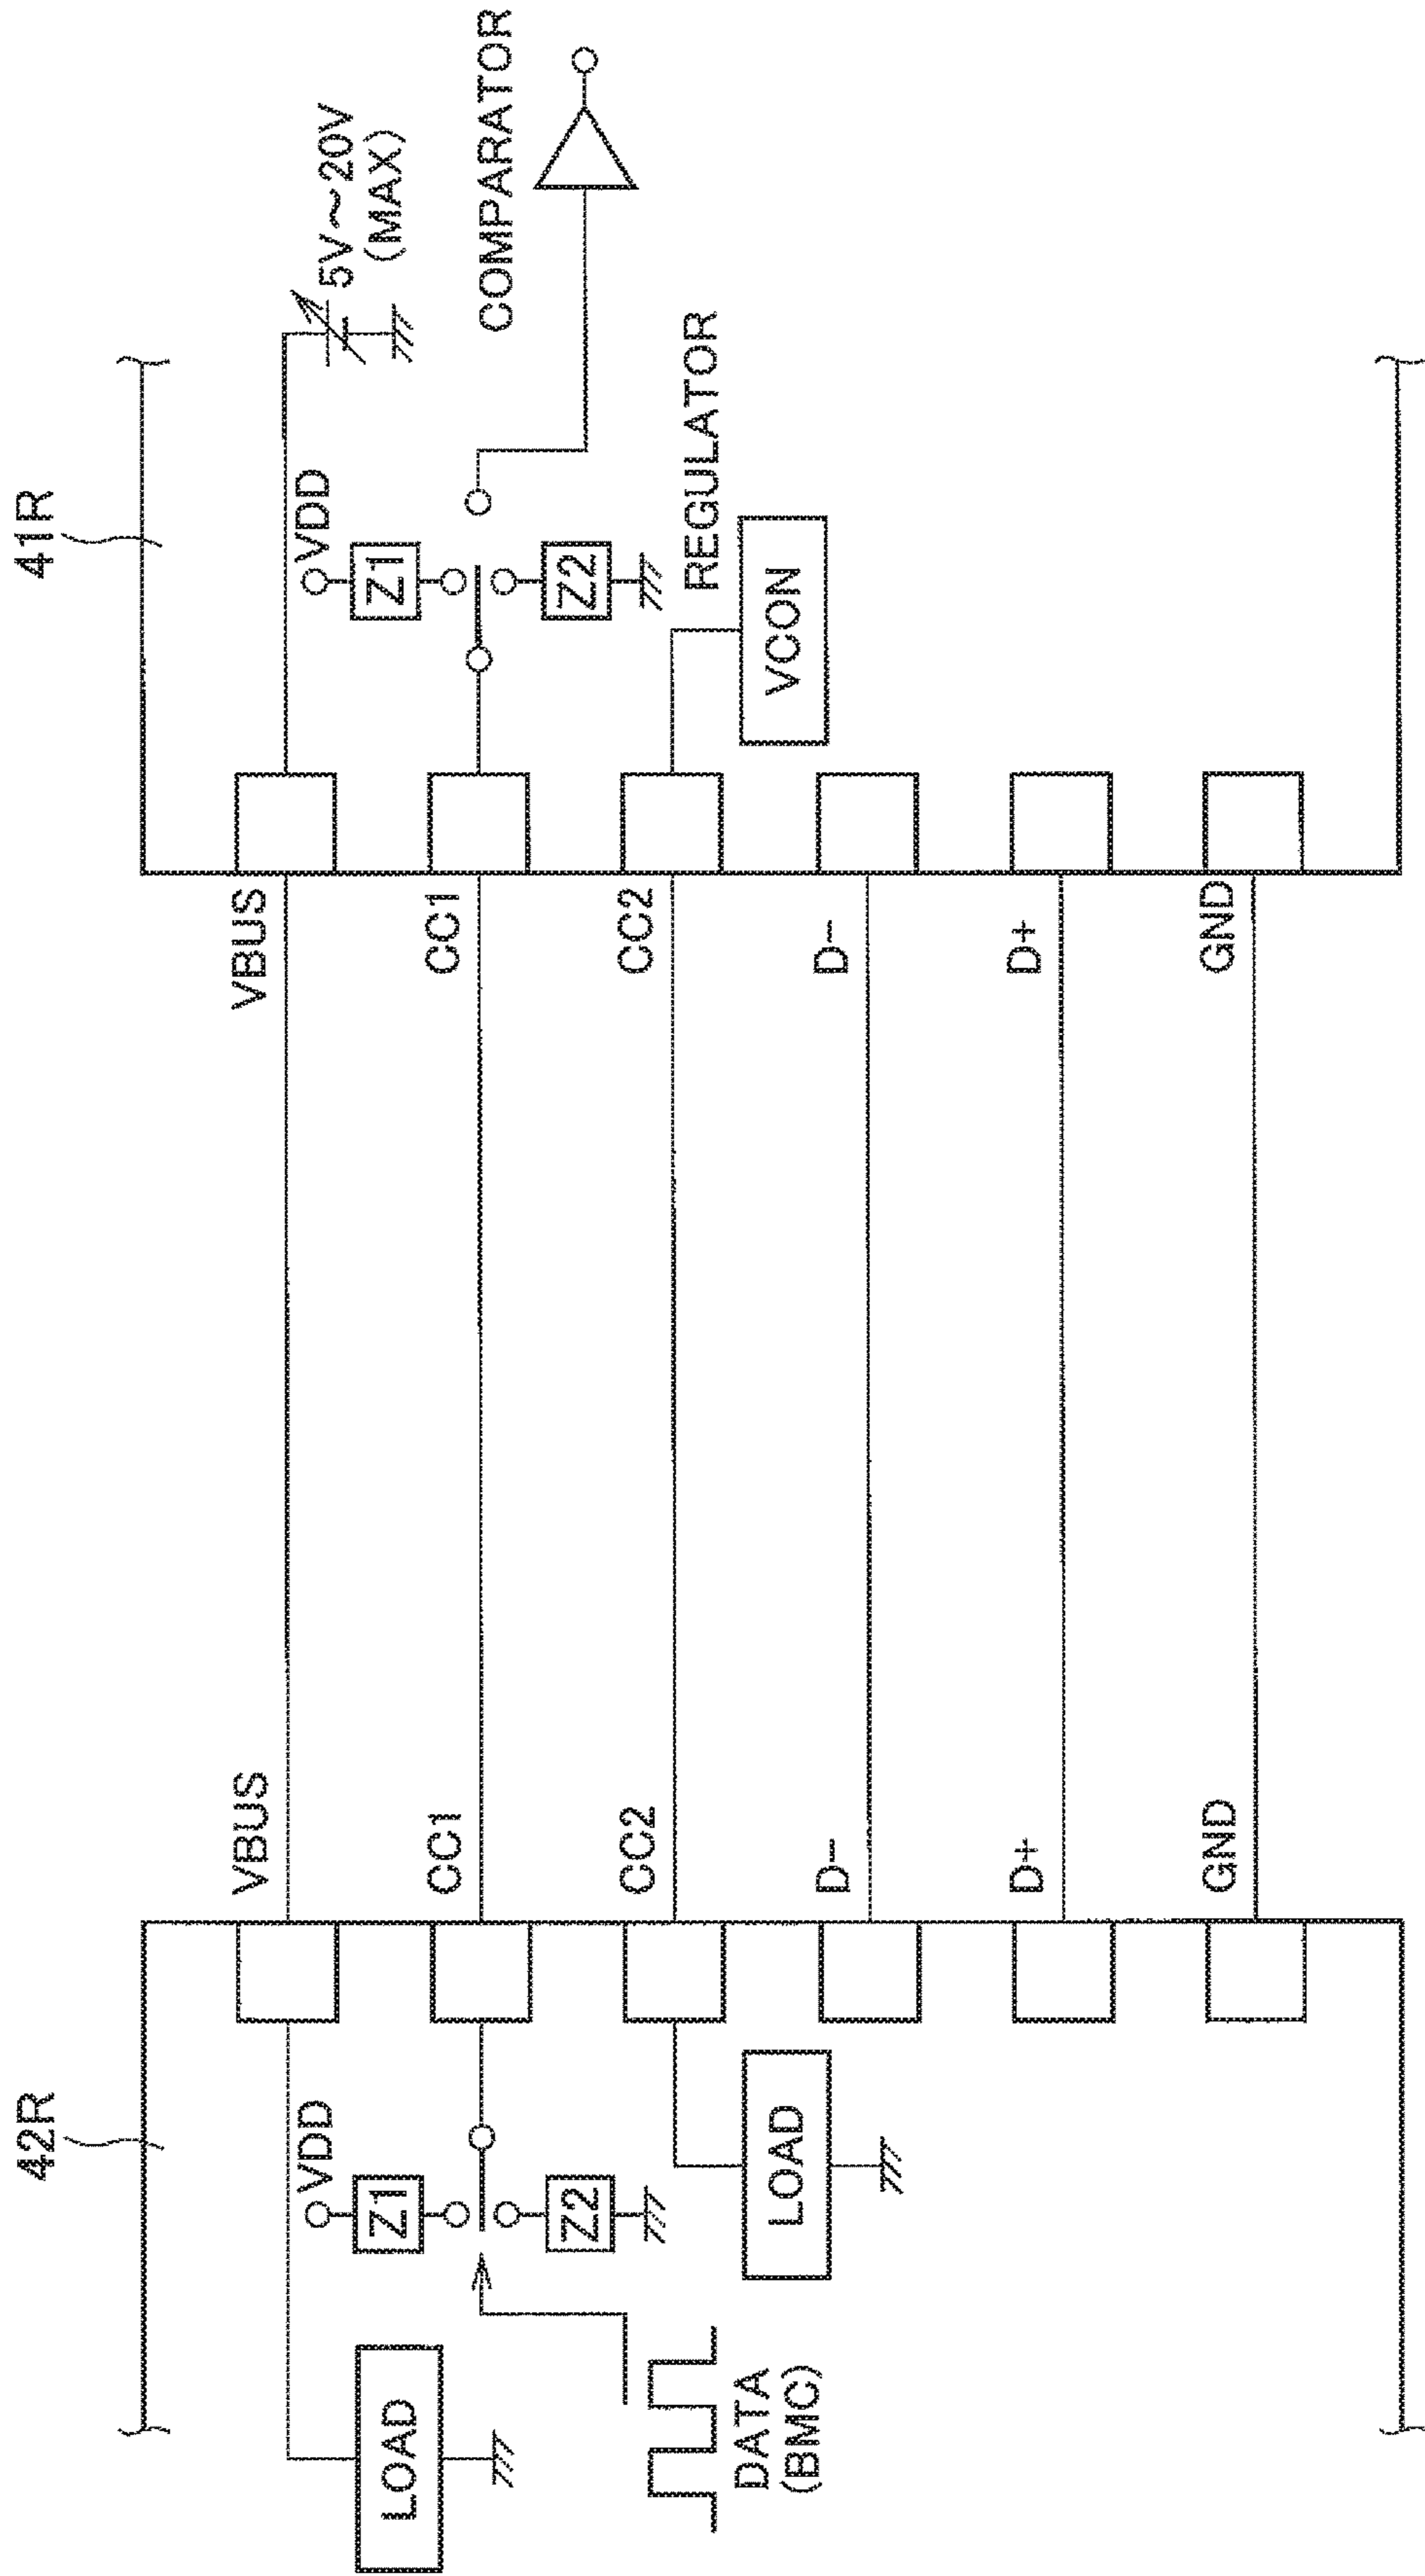 42R
41R
VBUS
VBUS
VDD
VDD
5V～20V
(MAX)
LOAD
Z1
Z1
CC1
CC1
COMPARATOR
Z2
Z2
CC2
CC2
REGULATOR
DATA
(BMC)
LOAD
VCON
D-
D-
D+
D+
GND
GND